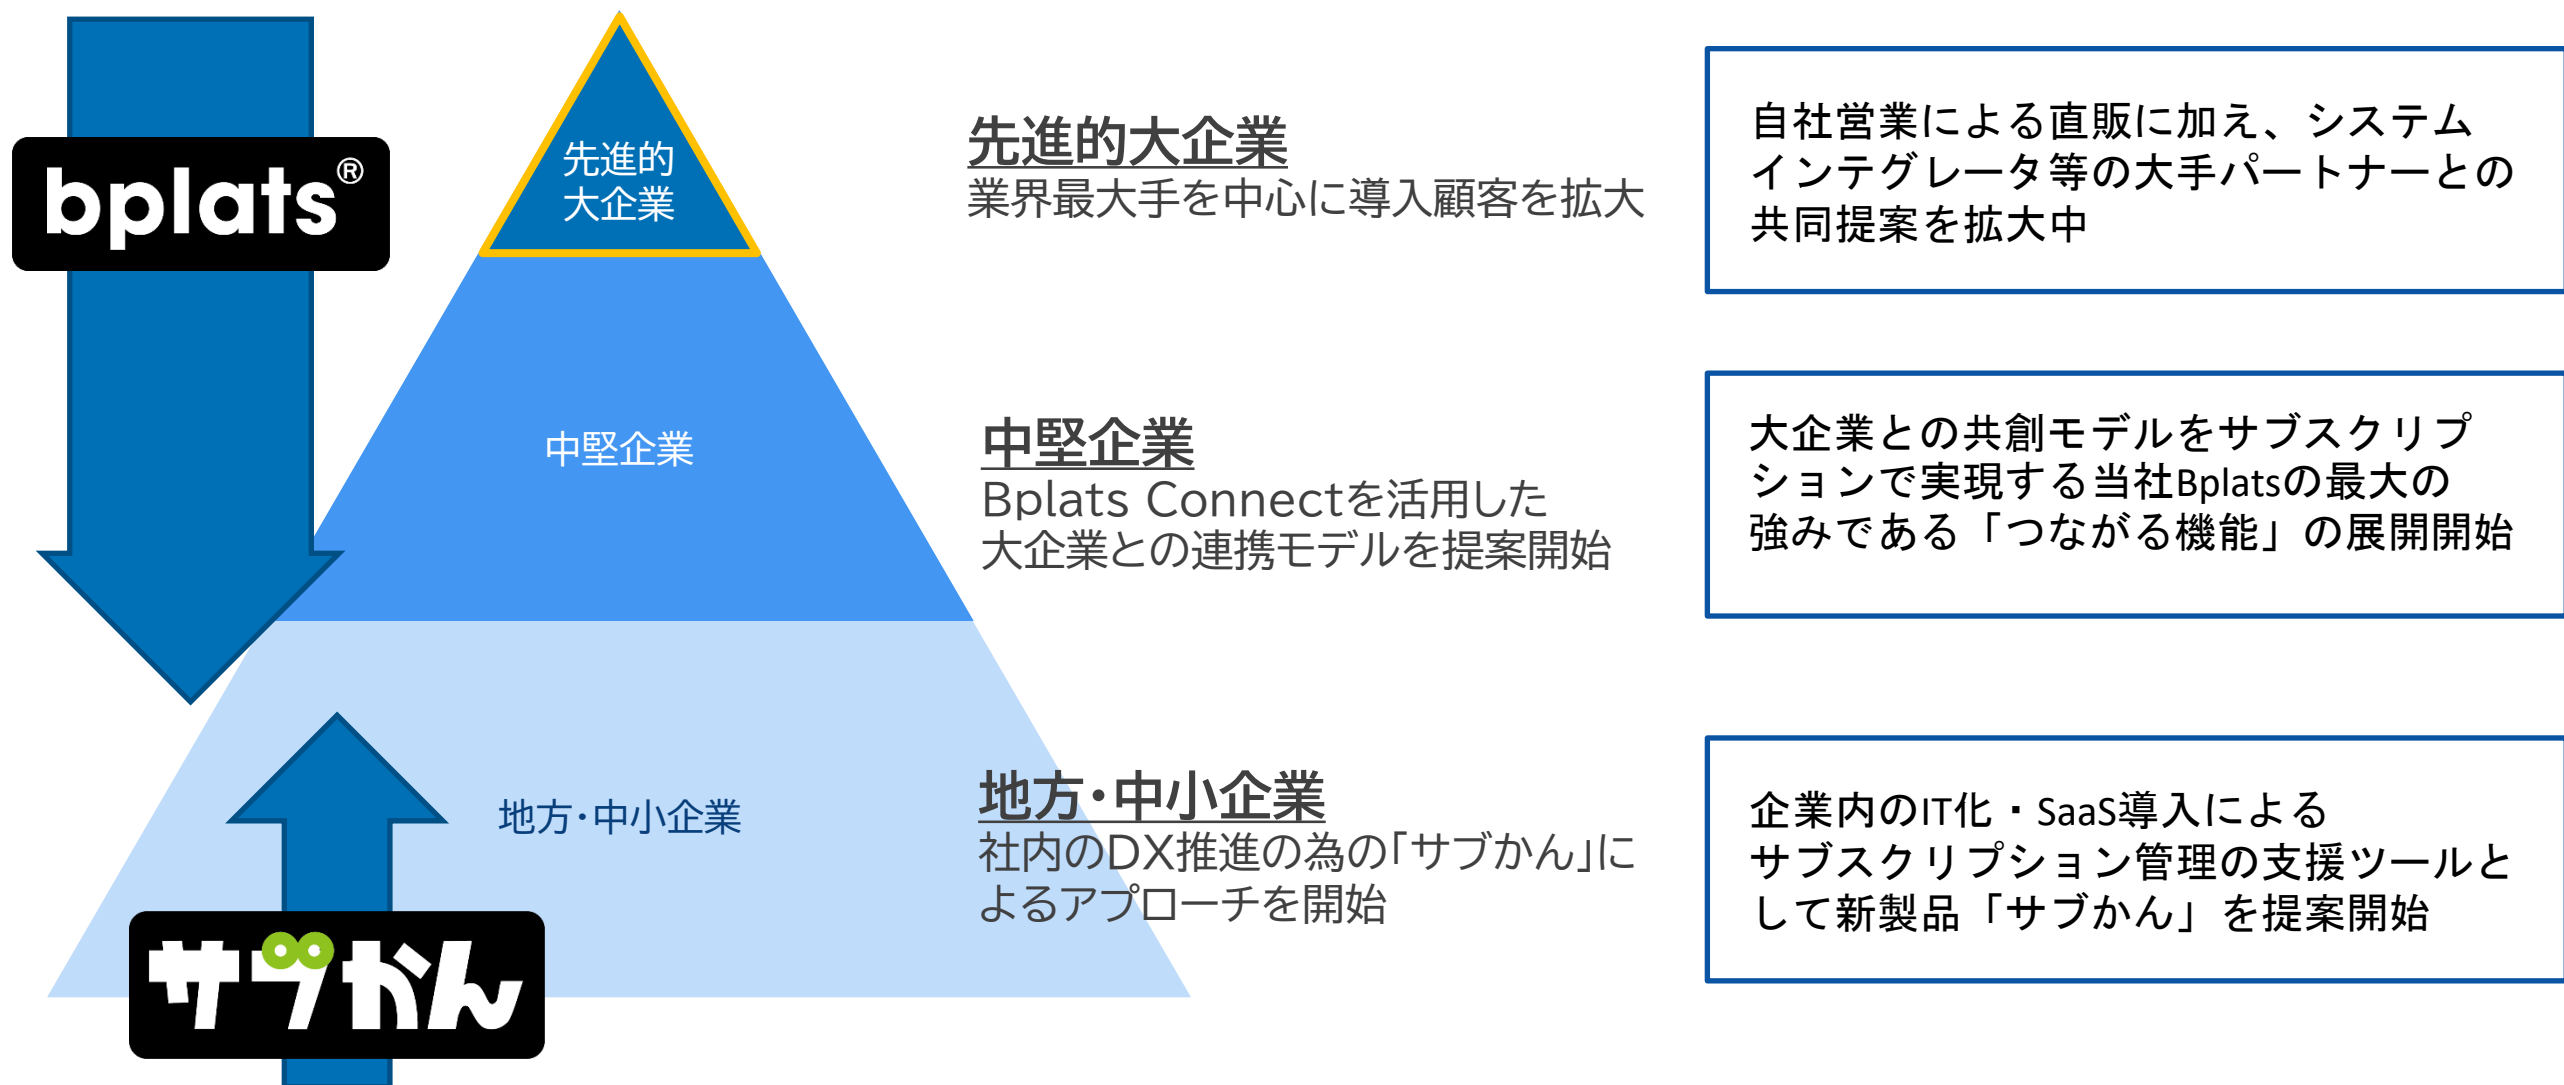 bplats®
先進的
大企業
先進的大企業
業界最大手を中心に導入顧客を拡大
自社営業による直販に加え、システム
インテグレータ等の大手パートナーとの
共同提案を拡大中
中堅企業
中堅企業
Bplats Connectを活用した
大企業との連携モデルを提案開始
大企業との共創モデルをサブスクリプ
ションで実現する当社Bplatsの最大の
強みである「つながる機能」の展開開始
地方・中小企業
地方・中小企業
社内のDX推進の為の「サブかん」に
よるアプローチを開始
企業内のIT化・SaaS導入による
サブスクリプション管理の支援ツールと
して新製品「サブかん」を提案開始
サブかん